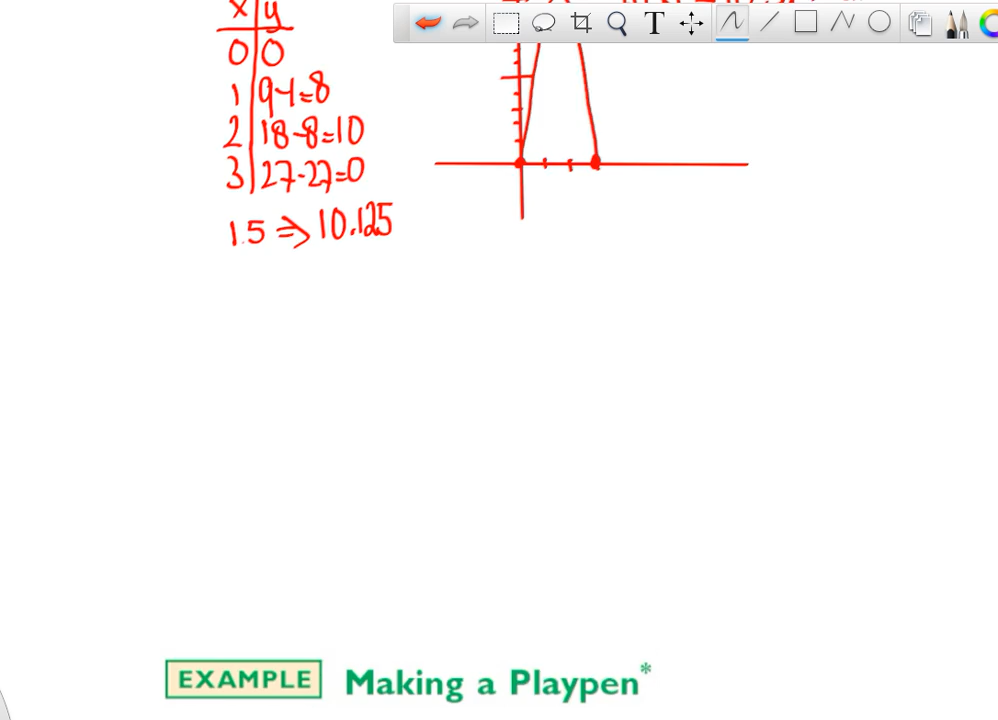 x y
0 0
1 9-1=8
2 18-8=10
3 27-27=0
1.5 ⇒ 10.125
T
EXAMPLE Making a Playpen*